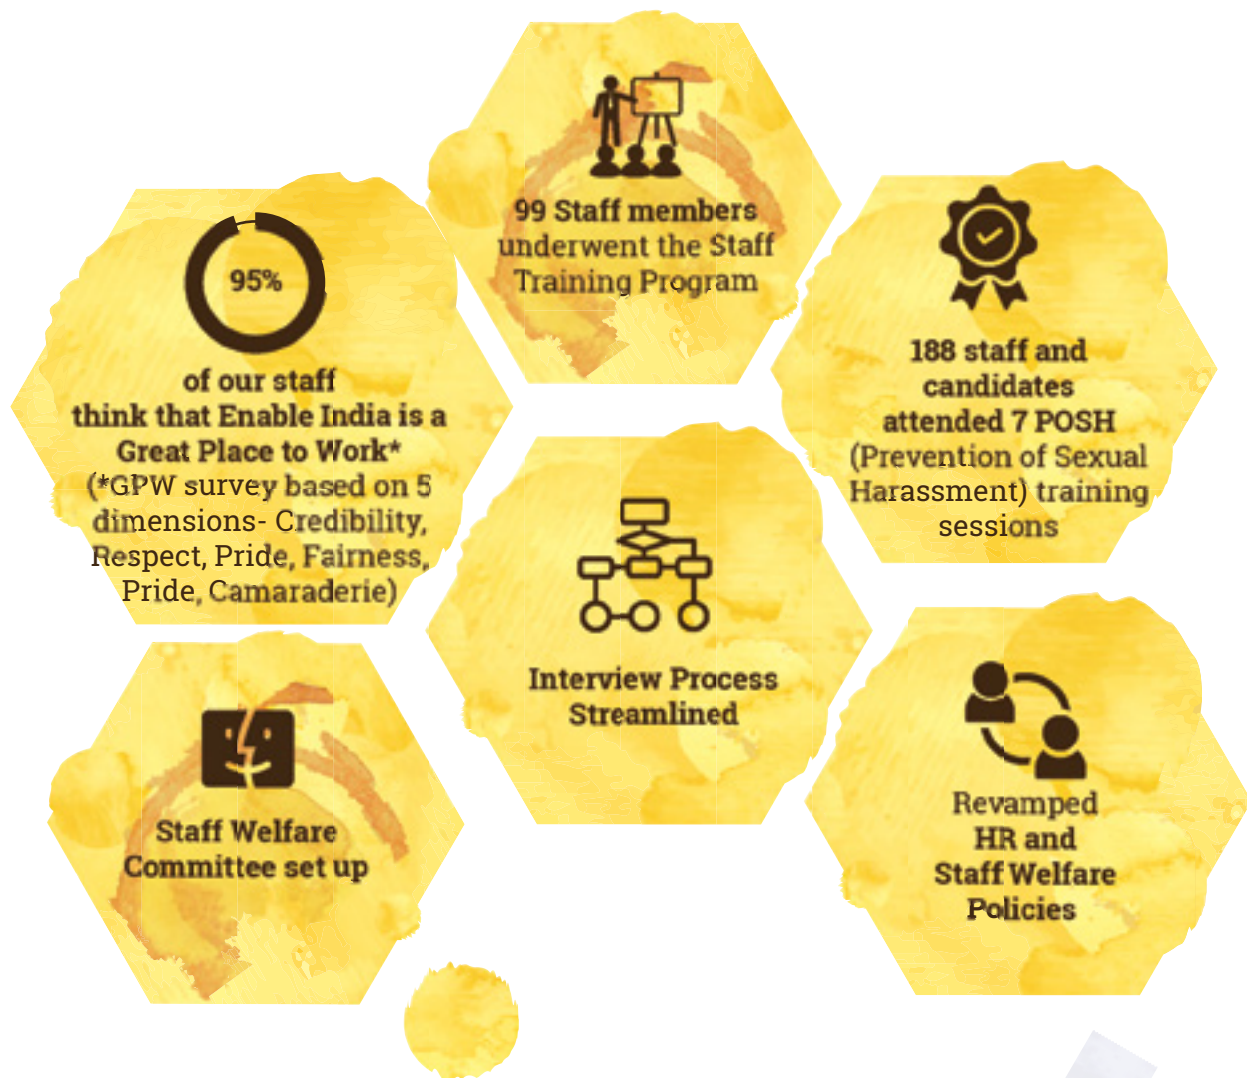 99 Staff members
underwent the Staff
Training Program
95%
of our staff
think that Enable India is a
Great Place to Work*
(*GPW survey based on 5
dimensions- Credibility,
Respect, Pride, Fairness,
Pride, Camaraderie)
188 staff and
candidates
attended 7 POSH
(Prevention of Sexual
Harassment) training
sessions
Interview Process
Streamlined
Staff Welfare
Committee set up
Revamped
HR and
Staff Welfare
Policies